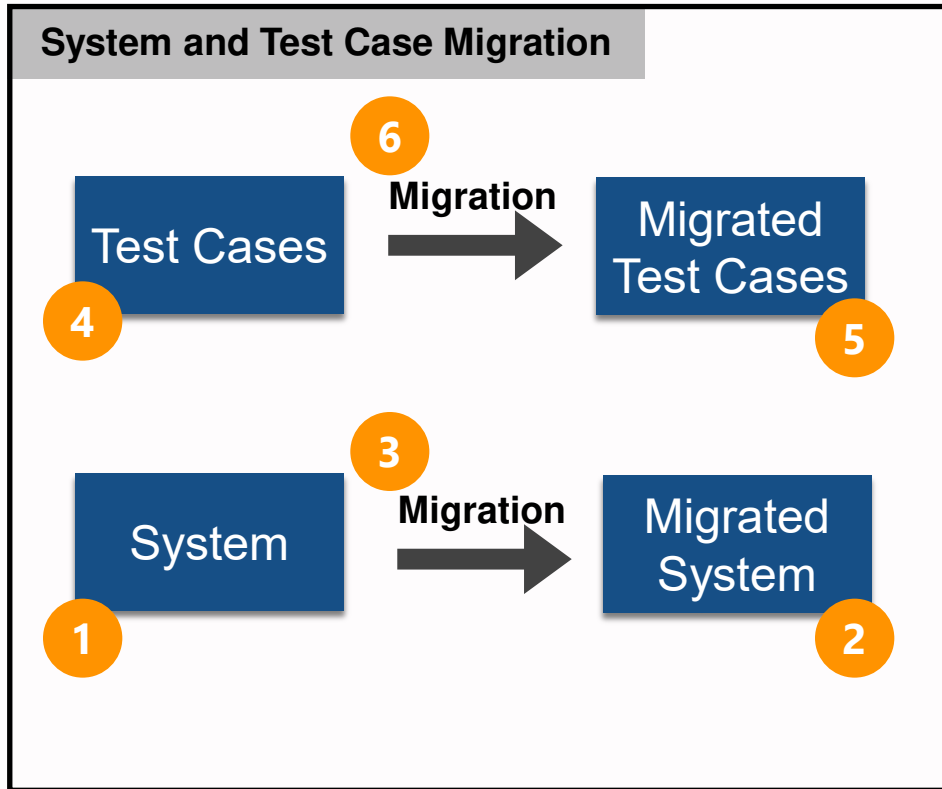 System and Test Case Migration
6
Migration
Test Cases
Migrated
Test Cases
4
5
3
Migration
System
Migrated
System
1
2